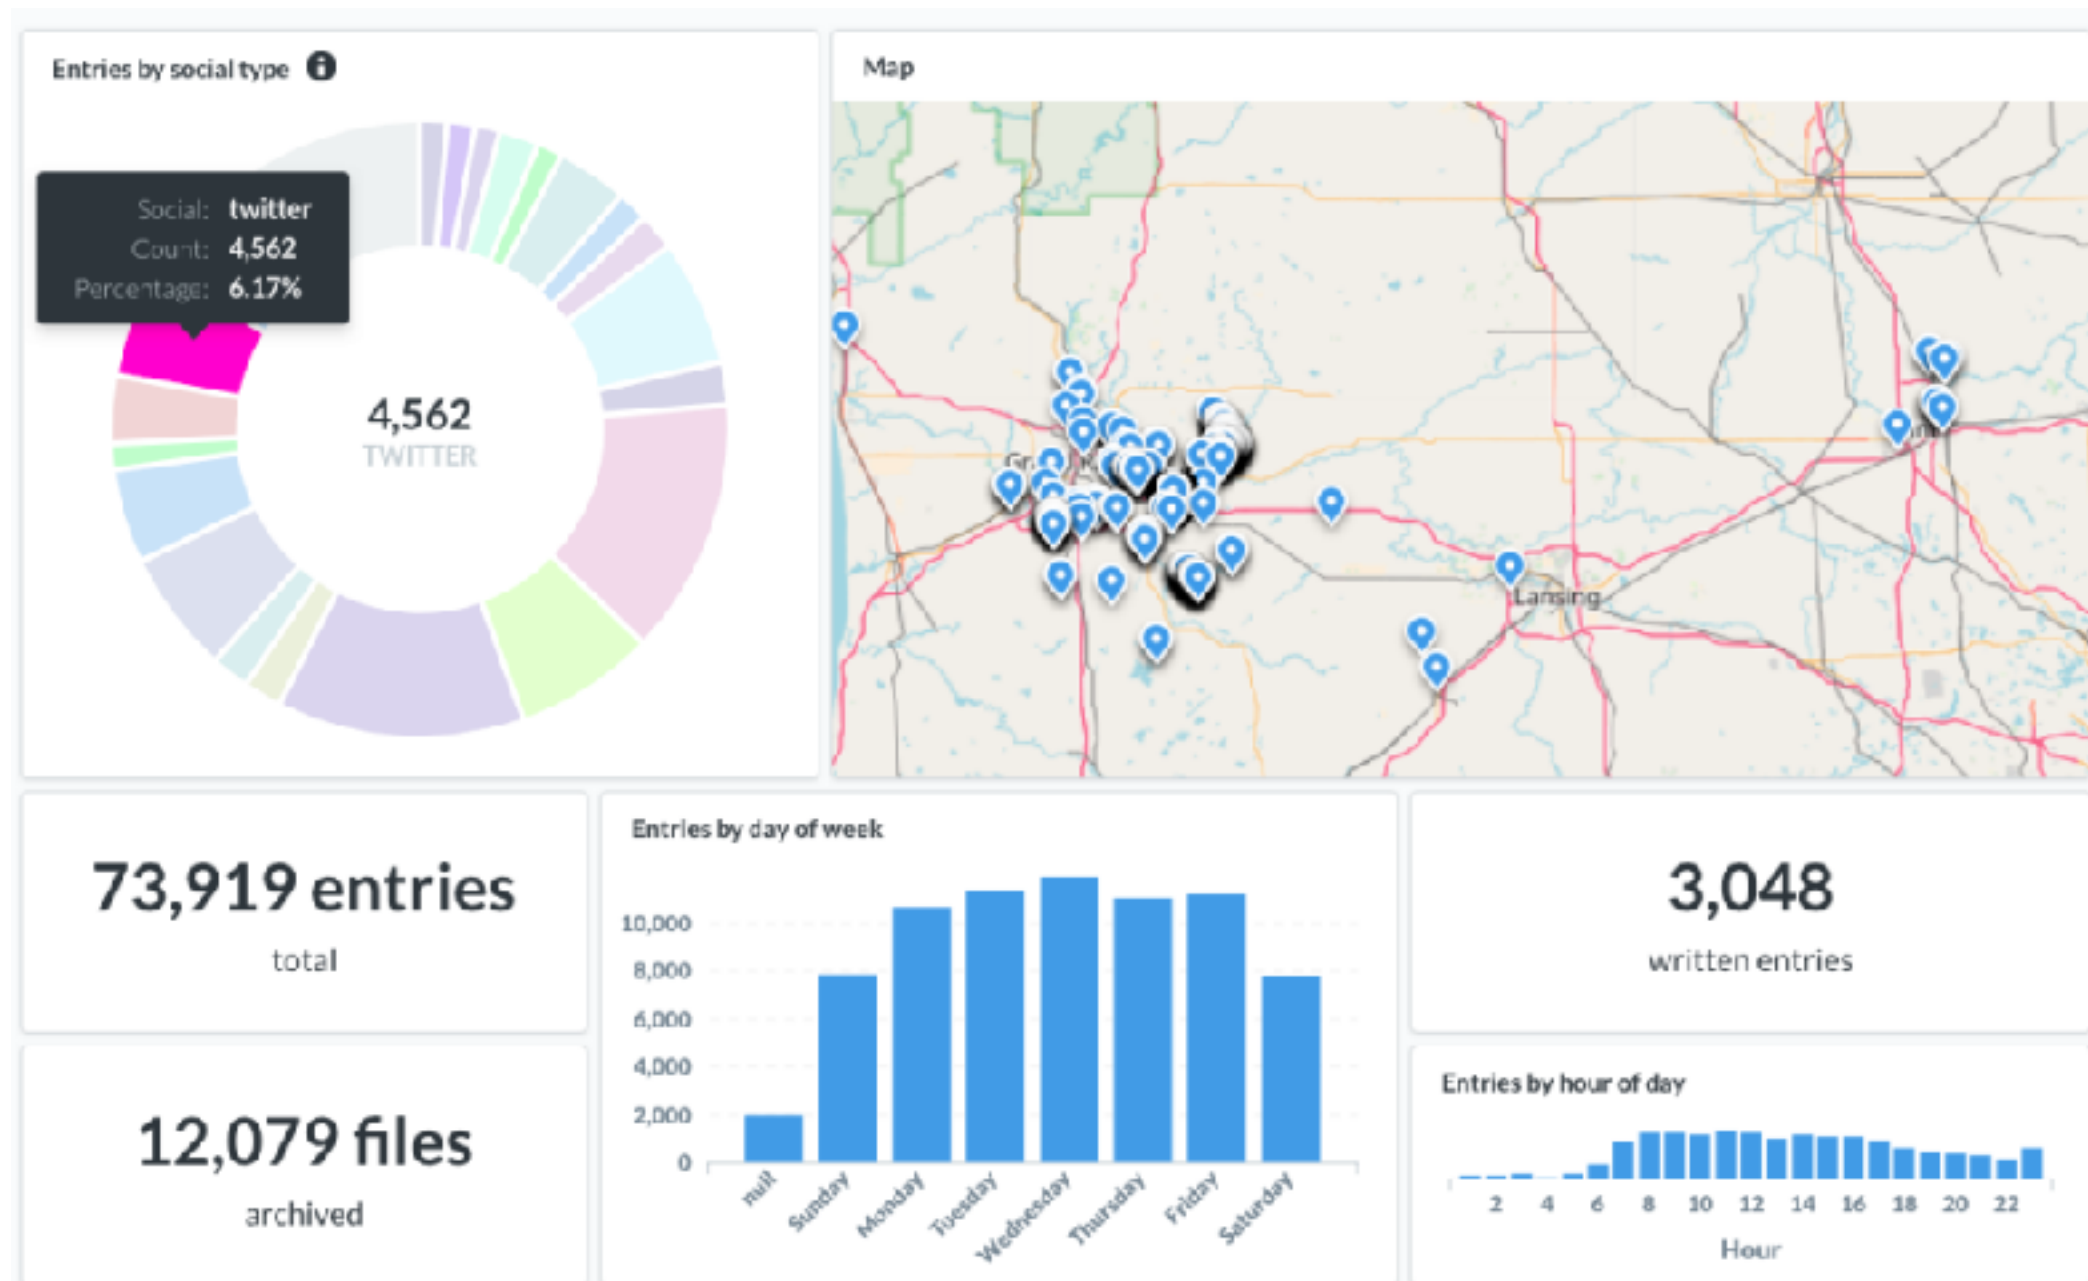 Entries by social type
Social: twitter
Count: 4,562
Percentage: 6.17%
4,562
TWITTER
Map
Lansing
73,919 entries
total
12,079 files
archived
Entries by day of week
10,000
8,000
6,000
4,000
2,000
0
null
Sunday
Monday
Tuesday
Wednesday
Thursday
Friday
Saturday
3,048
written entries
Entries by hour of day
2 4 6 8 10 12 14 16 18 20 22
Hour